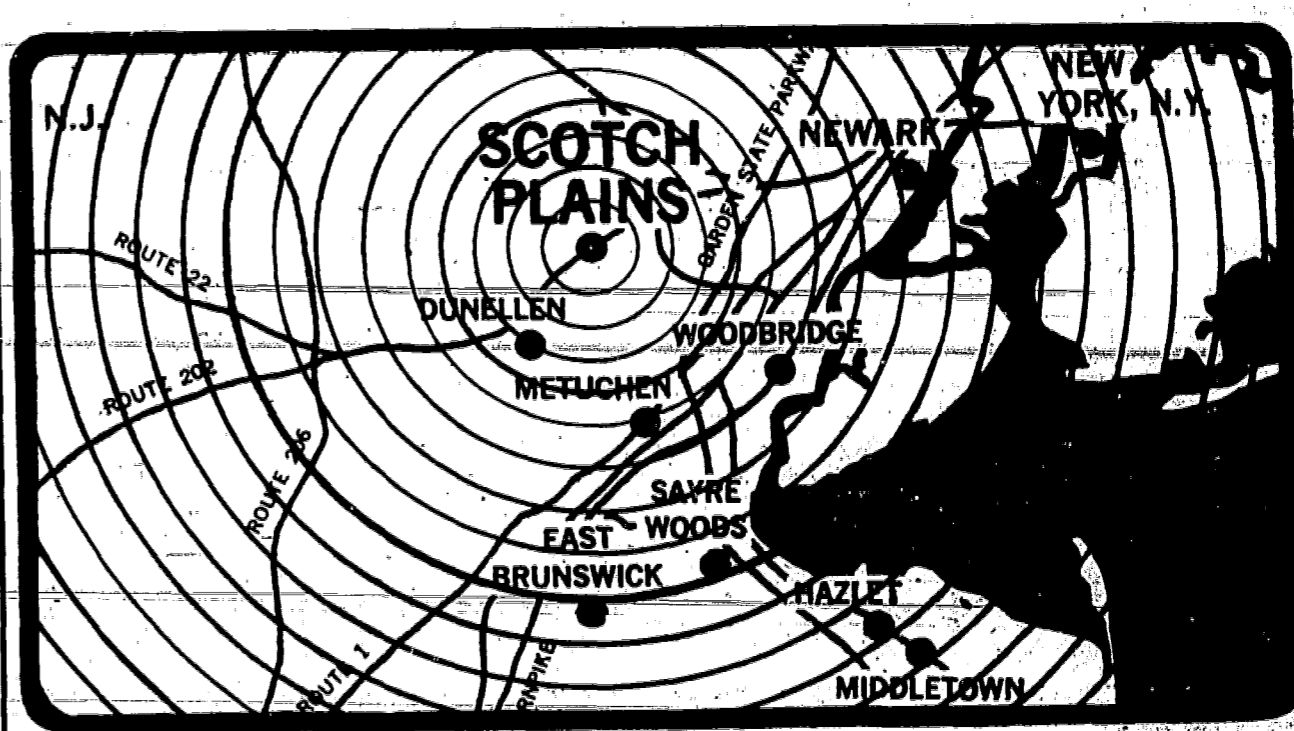 NEW
YORK, N.Y.
N.J.
SCOTCH
PLAINS
NEWARK
GARDEN STATE PARKWAY
ROUTE 22
DUNELLEN
WOODBRIDGE
ROUTE 202
METUCHEN
ROUTE 206
SAYRE
WOODS
EAST
BRUNSWICK
HAZLET
ROUTE 1
RNPIKE
MIDDLETOWN